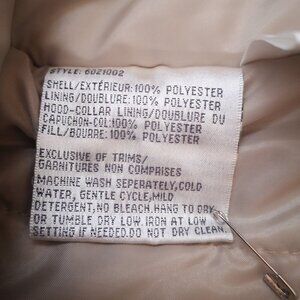 STYLE: 6021002
SHELL/EXTÉRIEUR:100% POLYESTER
LINING/DOUBLURE:100% POLYESTER
HOOD-COLLAR LINING/DOUBLURE DU
CAPUCHON-COL:100% POLYESTER
FILL/BOURRE:100% POLYESTER
EXCLUSIVE OF TRIMS/
GARNITURES NON COMPRISES
MACHINE WASH SEPERATELY,COLD
WATER, GENTLE CYCLE,MILD
DETERGENT,NO BLEACH.HANG TO DRY
OR TUMBLE DRY LOW.IRON AT LOW
SETTING IF NEEDED.DO NOT DRY CLEAN.